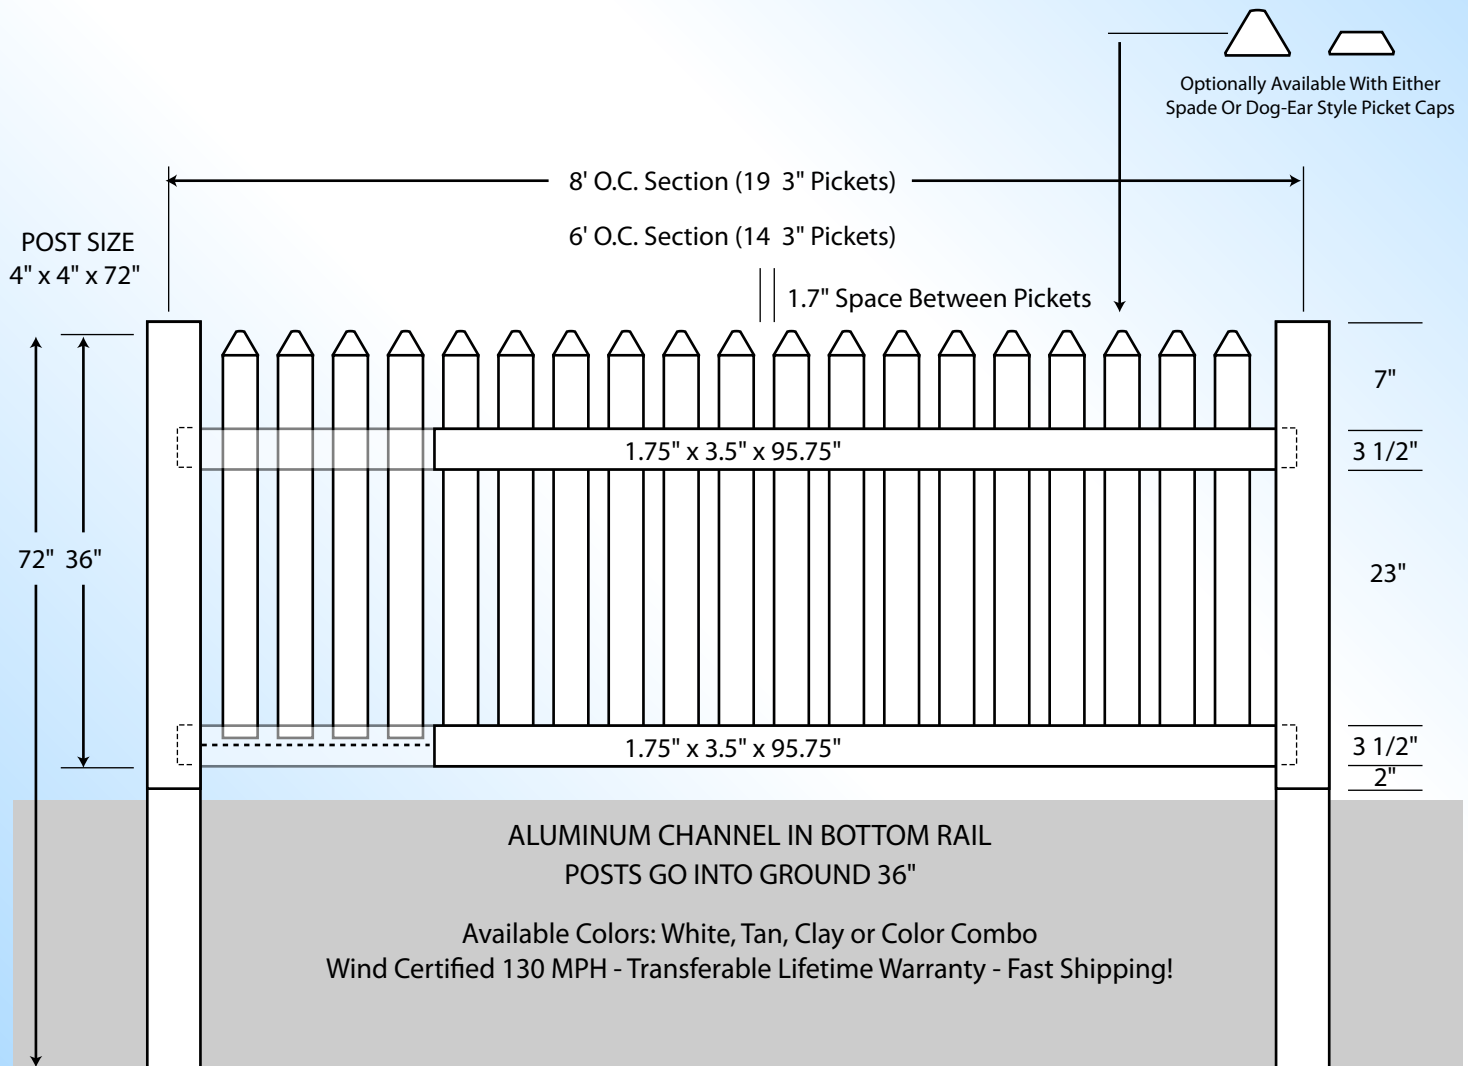 Optionally Available With Either
Spade Or Dog-Ear Style Picket Caps
8' O.C. Section (19  3" Pickets)
6' O.C. Section (14  3" Pickets)
POST SIZE
4" x 4" x 72"
1.7" Space Between Pickets
7"
1.75" x 3.5" x 95.75"
3 1/2"
72"
36"
23"
1.75" x 3.5" x 95.75"
3 1/2"
2"
ALUMINUM CHANNEL IN BOTTOM RAIL
POSTS GO INTO GROUND 36"
Available Colors: White, Tan, Clay or Color Combo
Wind Certified 130 MPH - Transferable Lifetime Warranty - Fast Shipping!